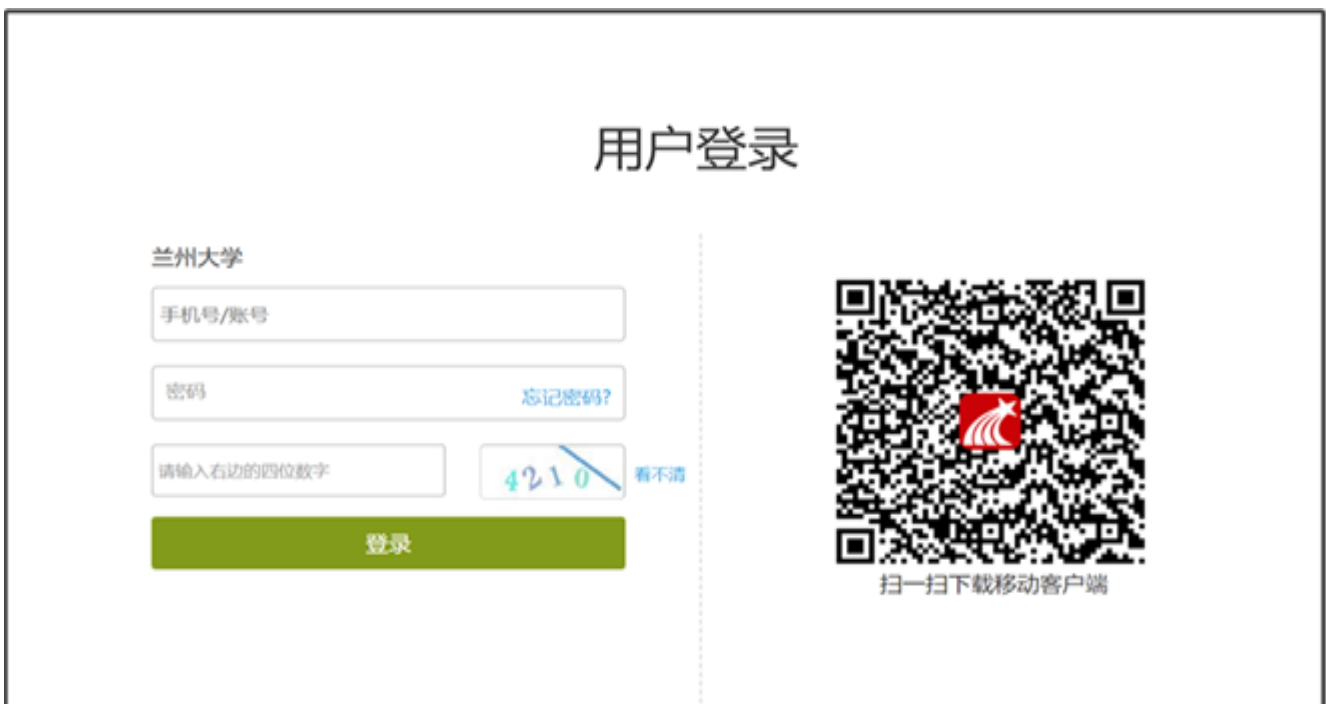 用户登录
兰州大学
手机号/账号
密码
忘记密码?
请输入右边的四位数字
4210
看不清
登录
扫一扫下载移动客户端